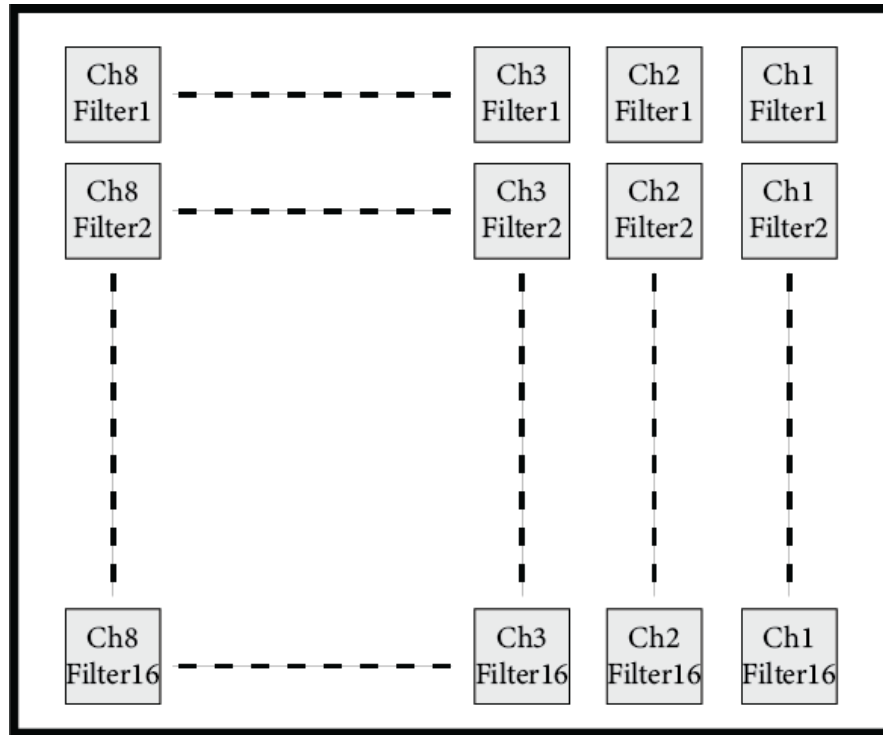 Ch8
Filter1
Ch3
Filter1
Ch2
Filter1
Ch1
Filter1
Ch8
Filter2
Ch3
Filter2
Ch2
Filter2
Ch1
Filter2
Ch8
Filter16
Ch3
Filter16
Ch2
Filter16
Ch1
Filter16